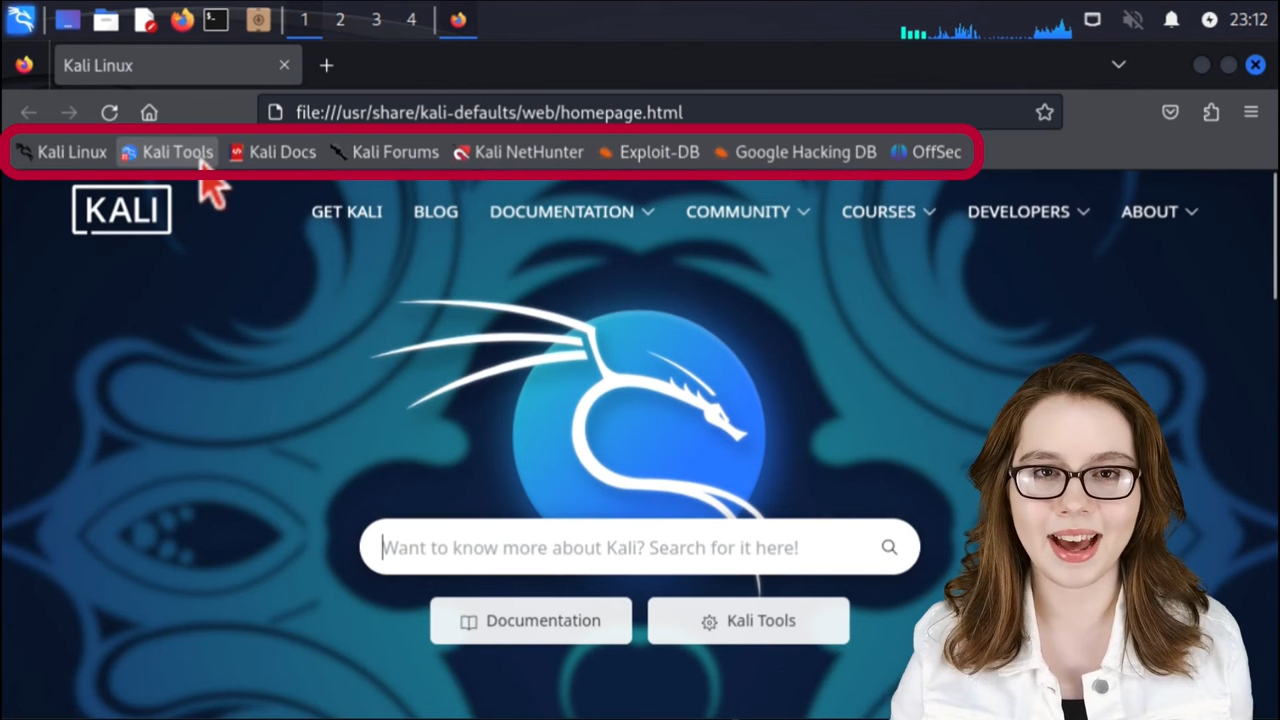 1 2 3 4 23:12
Kali Linux
file:///usr/share/kali-defaults/web/homepage.html
Kali Linux Kali Tools Kali Docs Kali Forums Kali NetHunter Exploit-DB Google Hacking DB OffSec
KALI GET KALI BLOG DOCUMENTATION COMMUNITY COURSES DEVELOPERS ABOUT
Want to know more about Kali? Search for it here!
Documentation Kali Tools